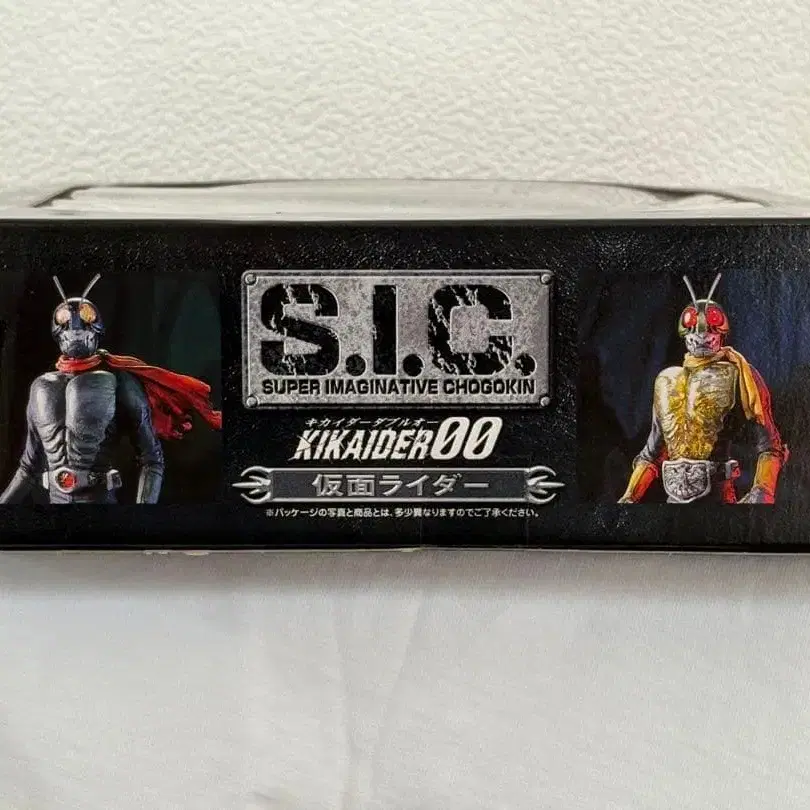 S.I.C.
SUPER IMAGINATIVE CHOGOKIN
キカイダーダブルオー
KIKAIDER00
仮面ライダー
※パッケージの写真と商品とは、多少異なりますのでご了承ください。